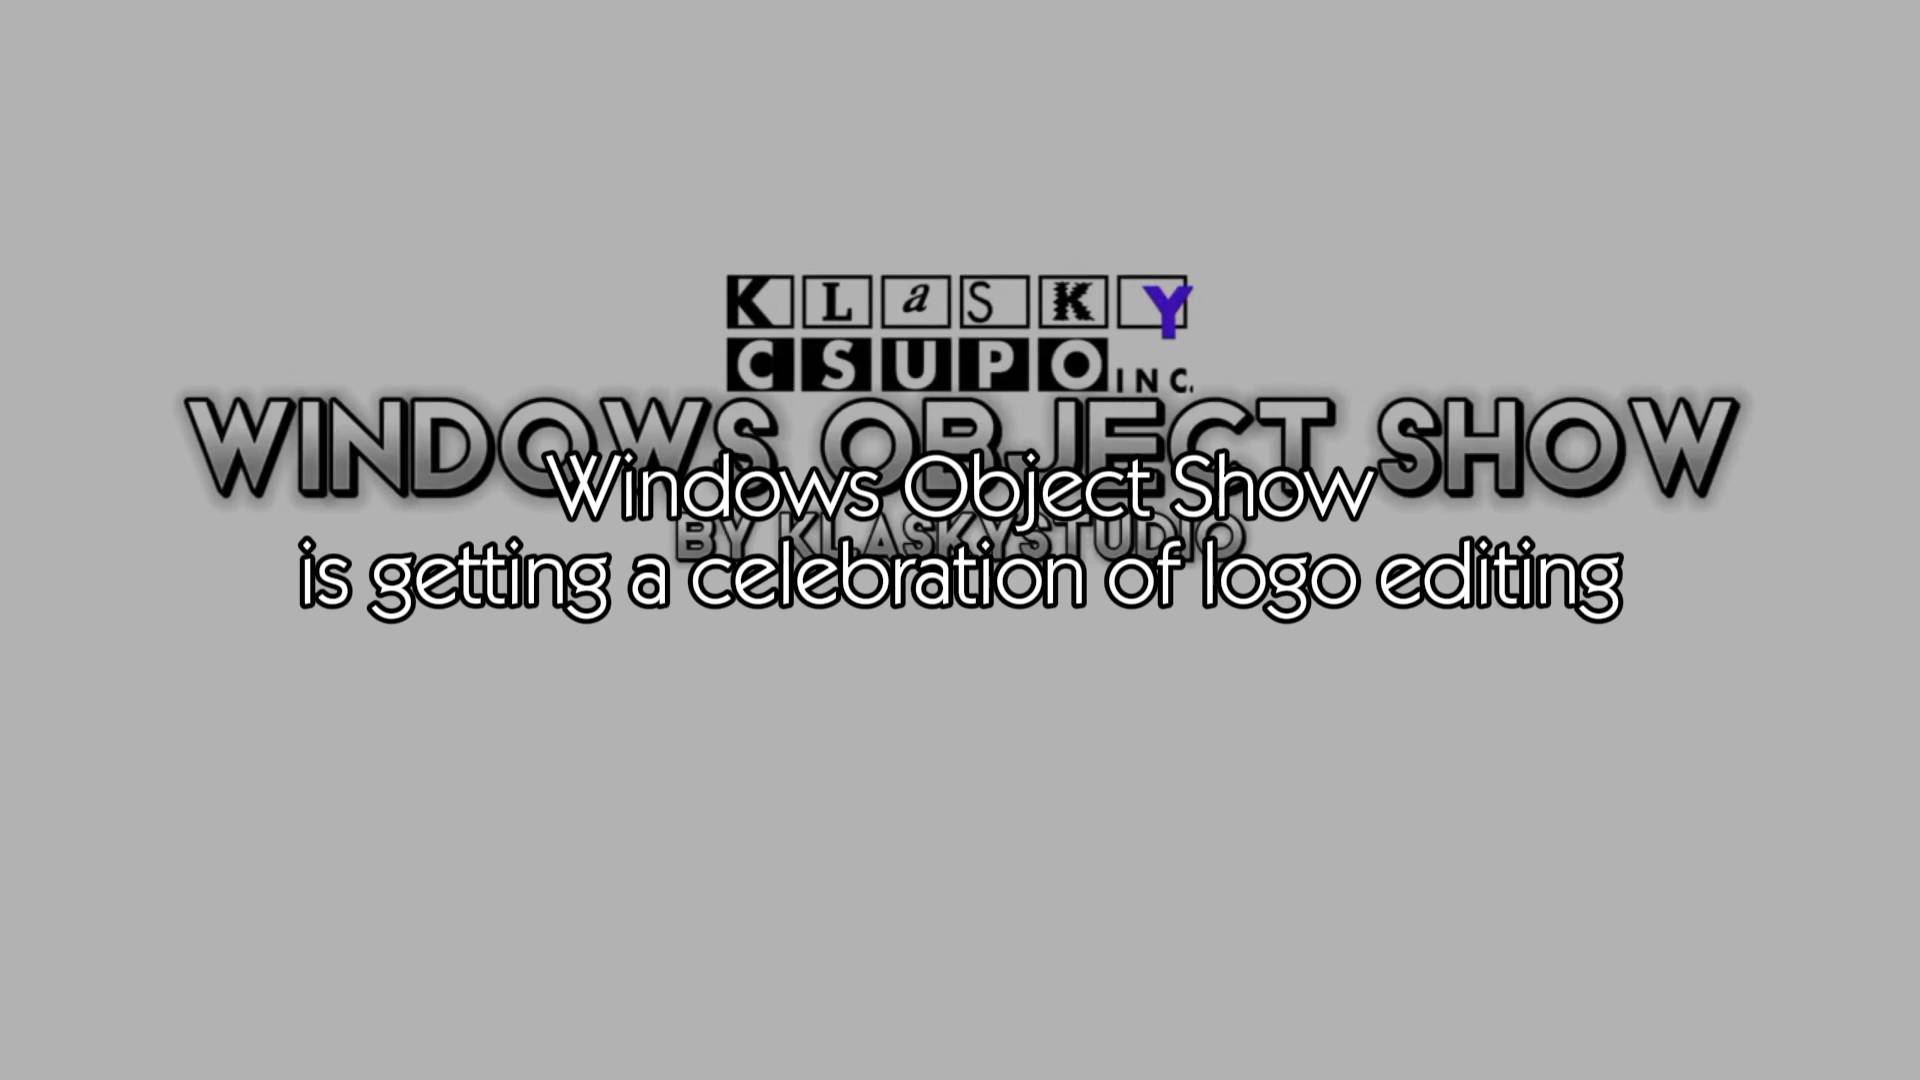 KLaSKY
CSUPO INC.
WINDOWS OBJECT SHOW
Windows Object Show
BY KLASKYSTUDIO
is getting a celebration of logo editing